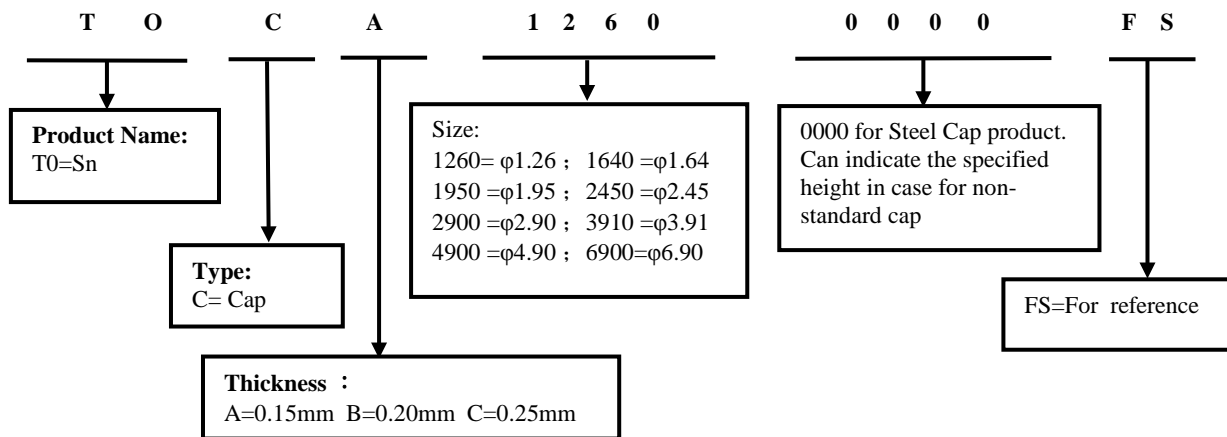 T O C A 1 2 6 0 0 0 0 0 F S
Product Name:
T0=Sn
Type:
C= Cap
Thickness ：
A=0.15mm B=0.20mm C=0.25mm
Size:
1260= φ1.26 ; 1640 =φ1.64
1950 =φ1.95 ; 2450 =φ2.45
2900 =φ2.90 ; 3910 =φ3.91
4900 =φ4.90 ; 6900=φ6.90
0000 for Steel Cap product.
Can indicate the specified
height in case for non-
standard cap
FS=For reference